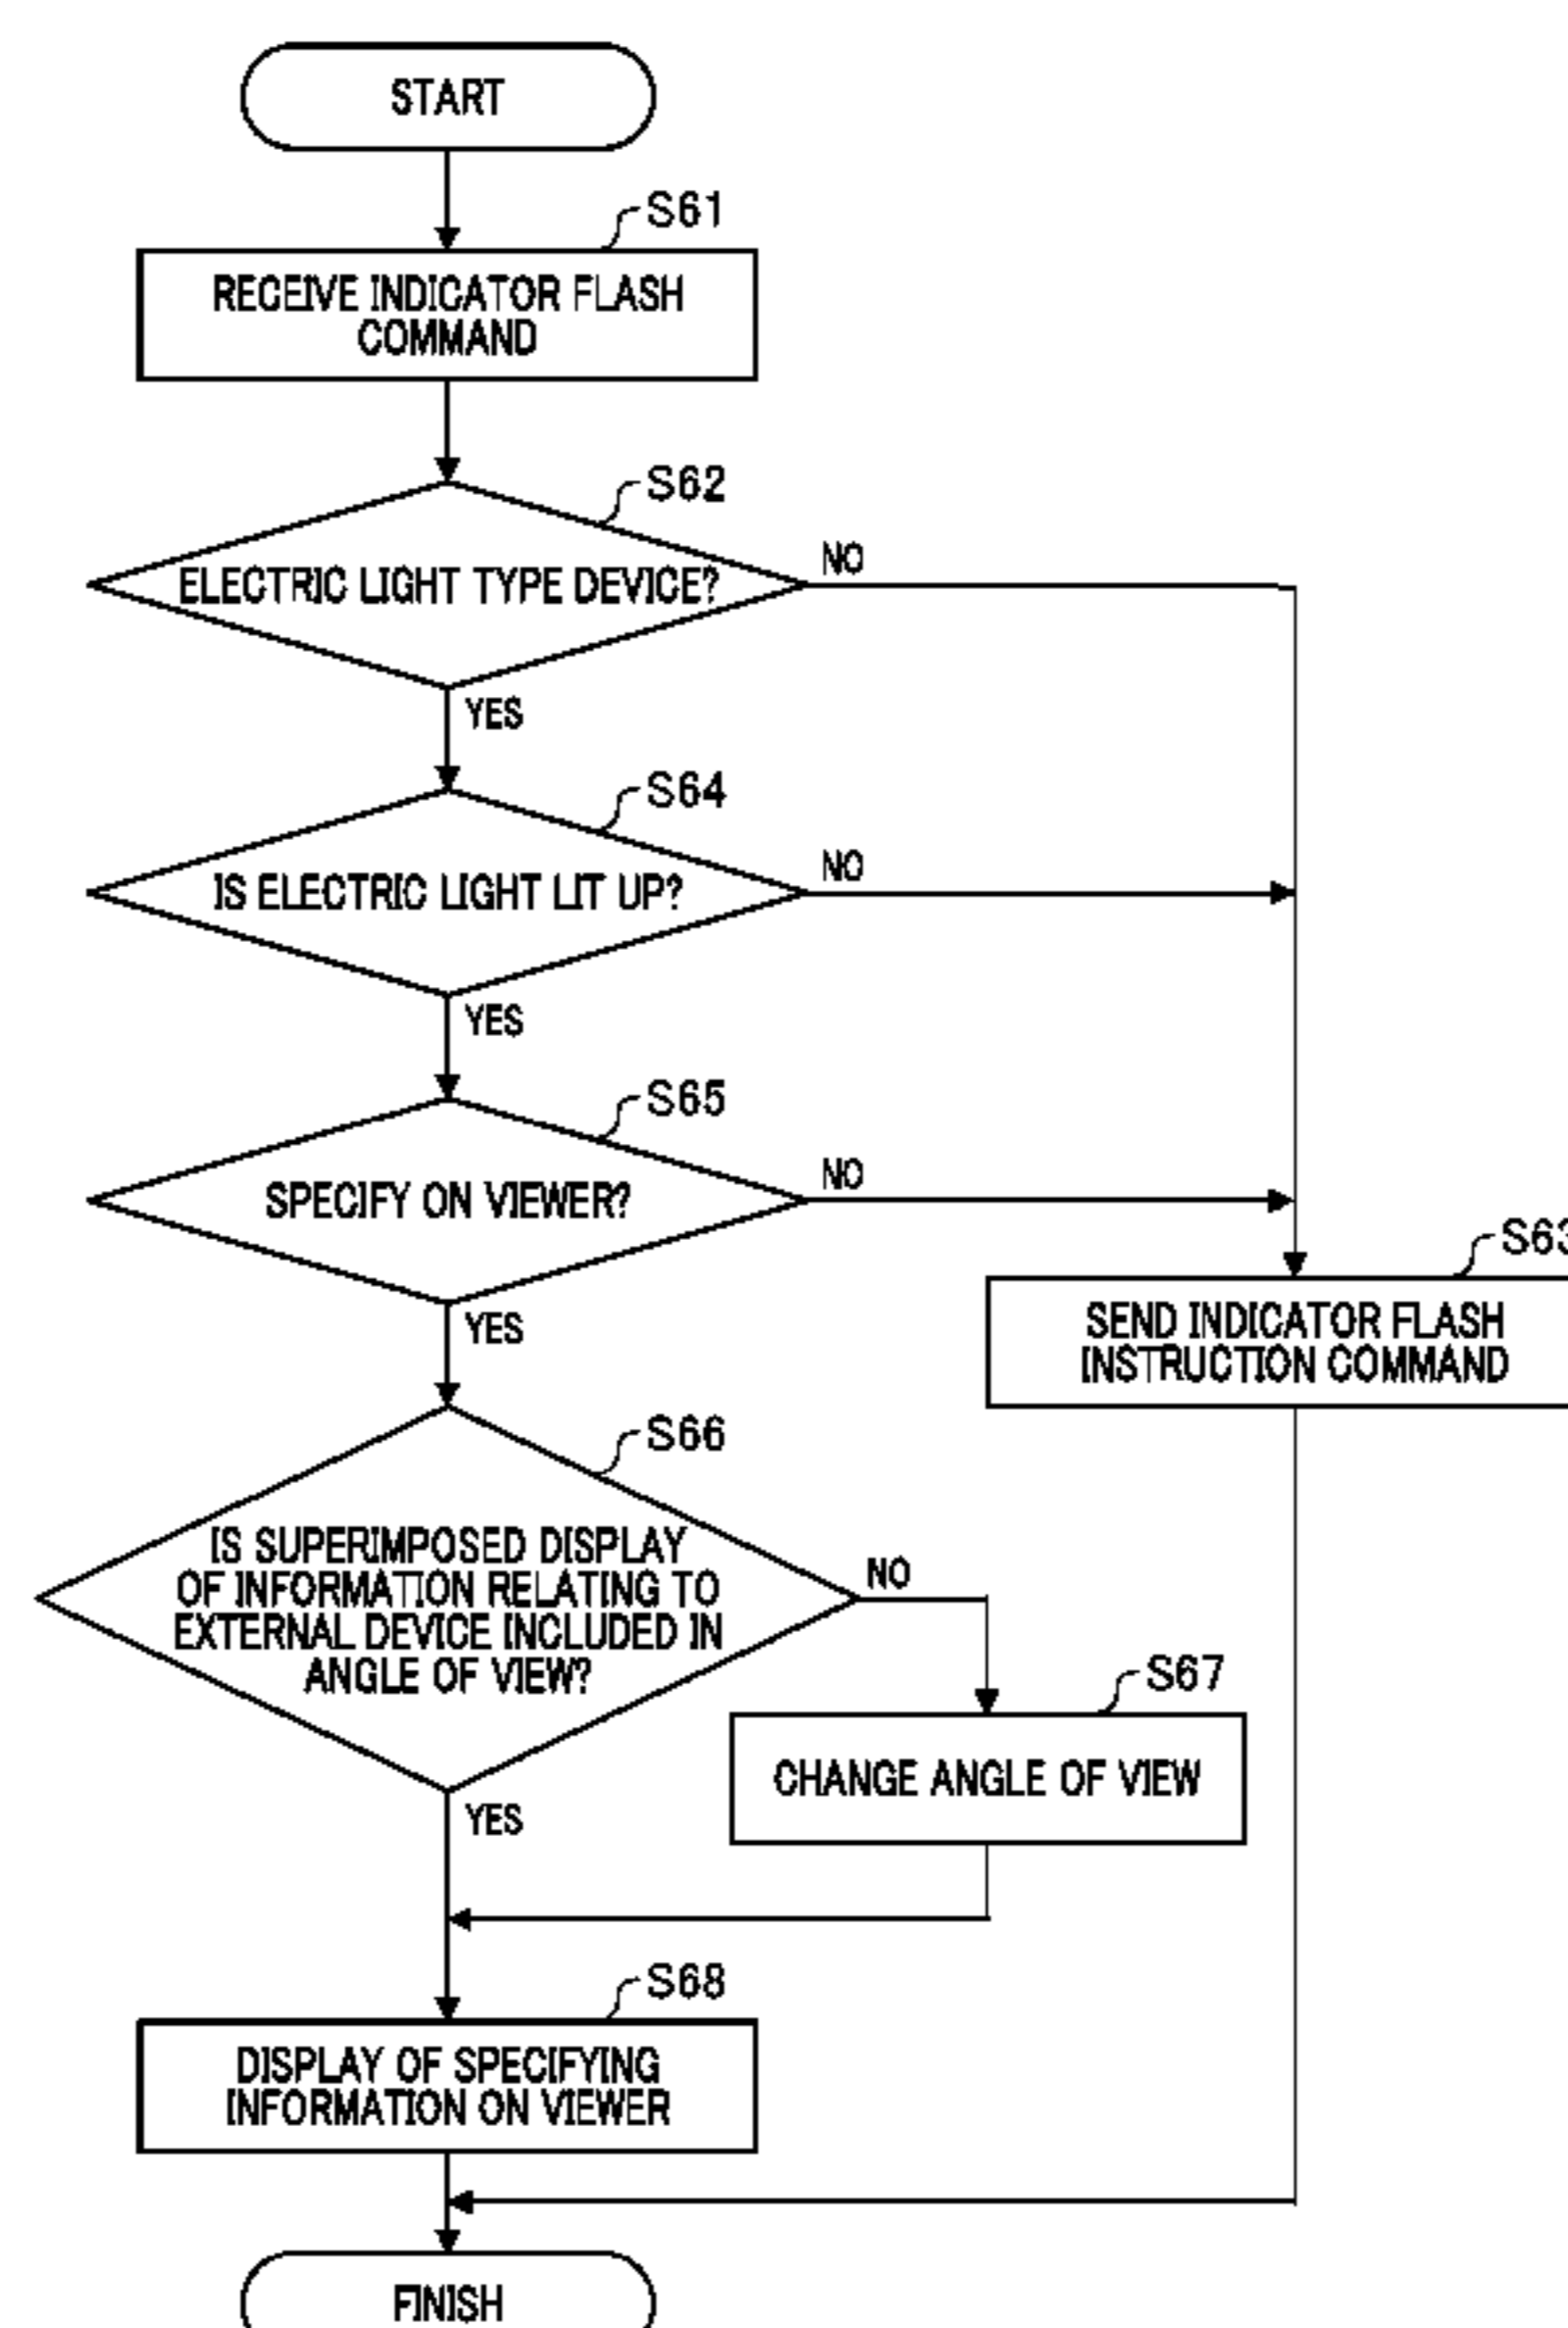 START
S61
RECEIVE INDICATOR FLASH
COMMAND
S62
ELECTRIC LIGHT TYPE DEVICE?
NO
YES
S64
IS ELECTRIC LIGHT LIT UP?
NO
YES
S65
SPECIFY ON VIEWER?
NO
YES
S63
SEND INDICATOR FLASH
INSTRUCTION COMMAND
S66
IS SUPERIMPOSED DISPLAY
OF INFORMATION RELATING TO
EXTERNAL DEVICE INCLUDED IN
ANGLE OF VIEW?
NO
YES
S67
CHANGE ANGLE OF VIEW
S68
DISPLAY OF SPECIFYING
INFORMATION ON VIEWER
FINISH